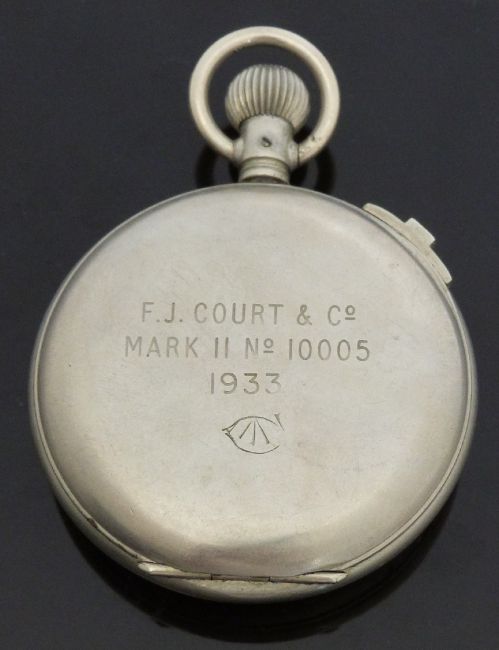 F.J. COURT & Cº
MARK II Nº 10005
1933